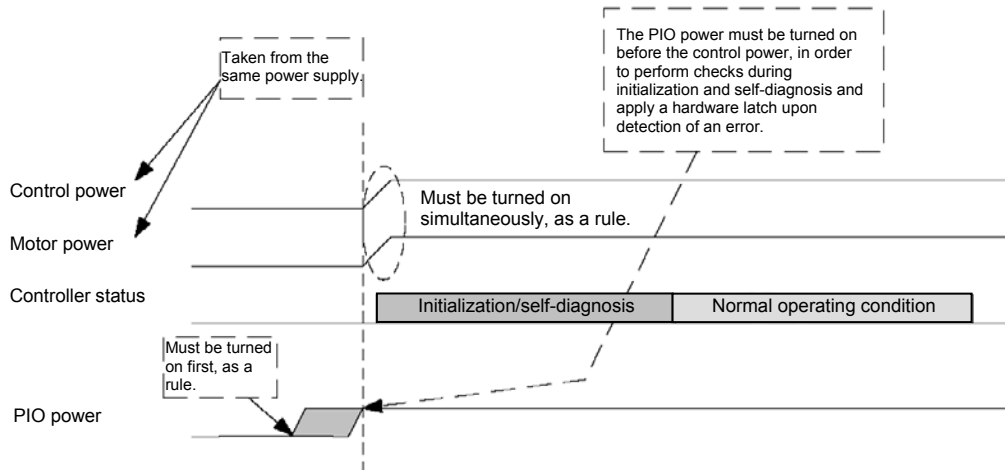 Taken from the
same power supply.
The PIO power must be turned on
before the control power, in order
to perform checks during
initialization and self-diagnosis and
apply a hardware latch upon
detection of an error.
Control power
Must be turned on
simultaneously, as a rule.
Motor power
Controller status
Initialization/self-diagnosis
Normal operating condition
Must be turned
on first, as a
rule.
PIO power